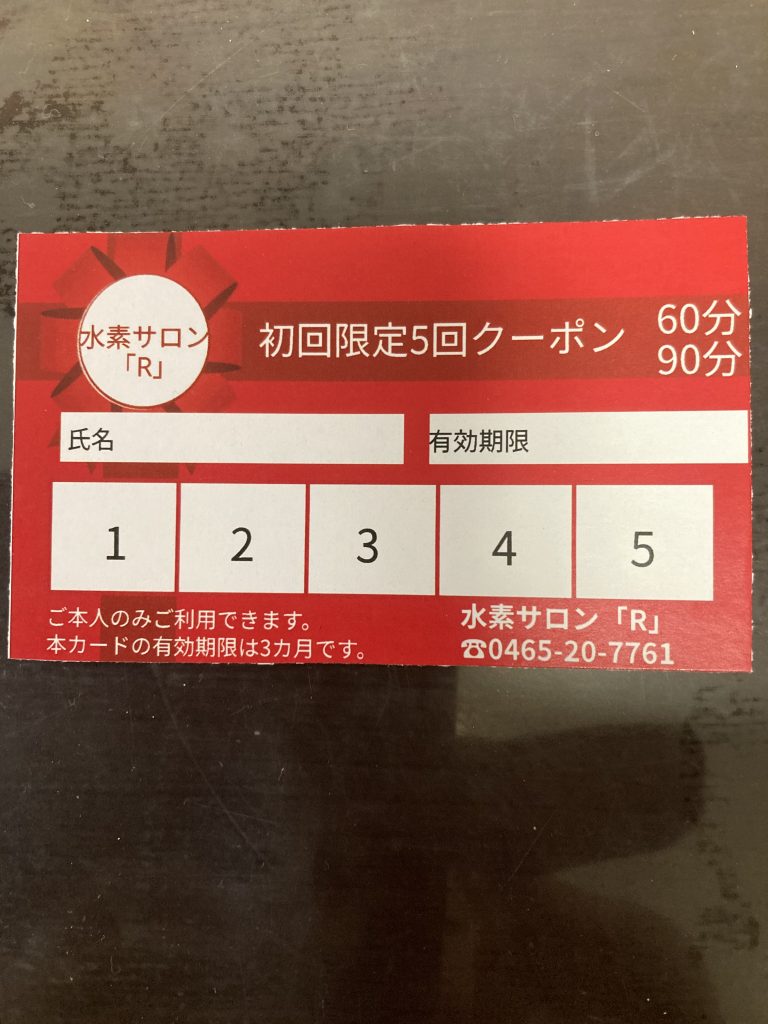 水素サロン
「R」
初回限定5回クーポン
60分
90分
氏名
有効期限
1
2
3
4
5
ご本人のみご利用できます。
本カードの有効期限は3カ月です。
水素サロン「R」
☎0465-20-7761